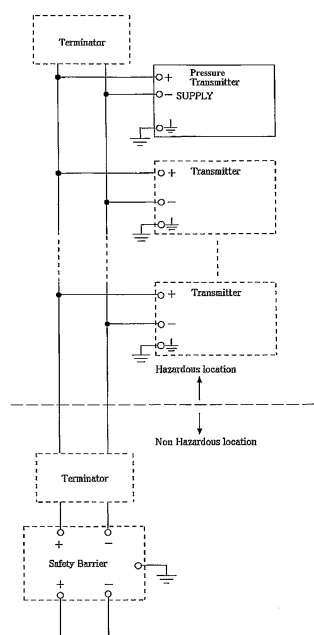 Terminator
Pressure
Transmitter
+
− SUPPLY
+ Transmitter
−
+ Transmitter
−
Hazardous location
Non Hazardous location
Terminator
+ −
Safety Barrier
+ −